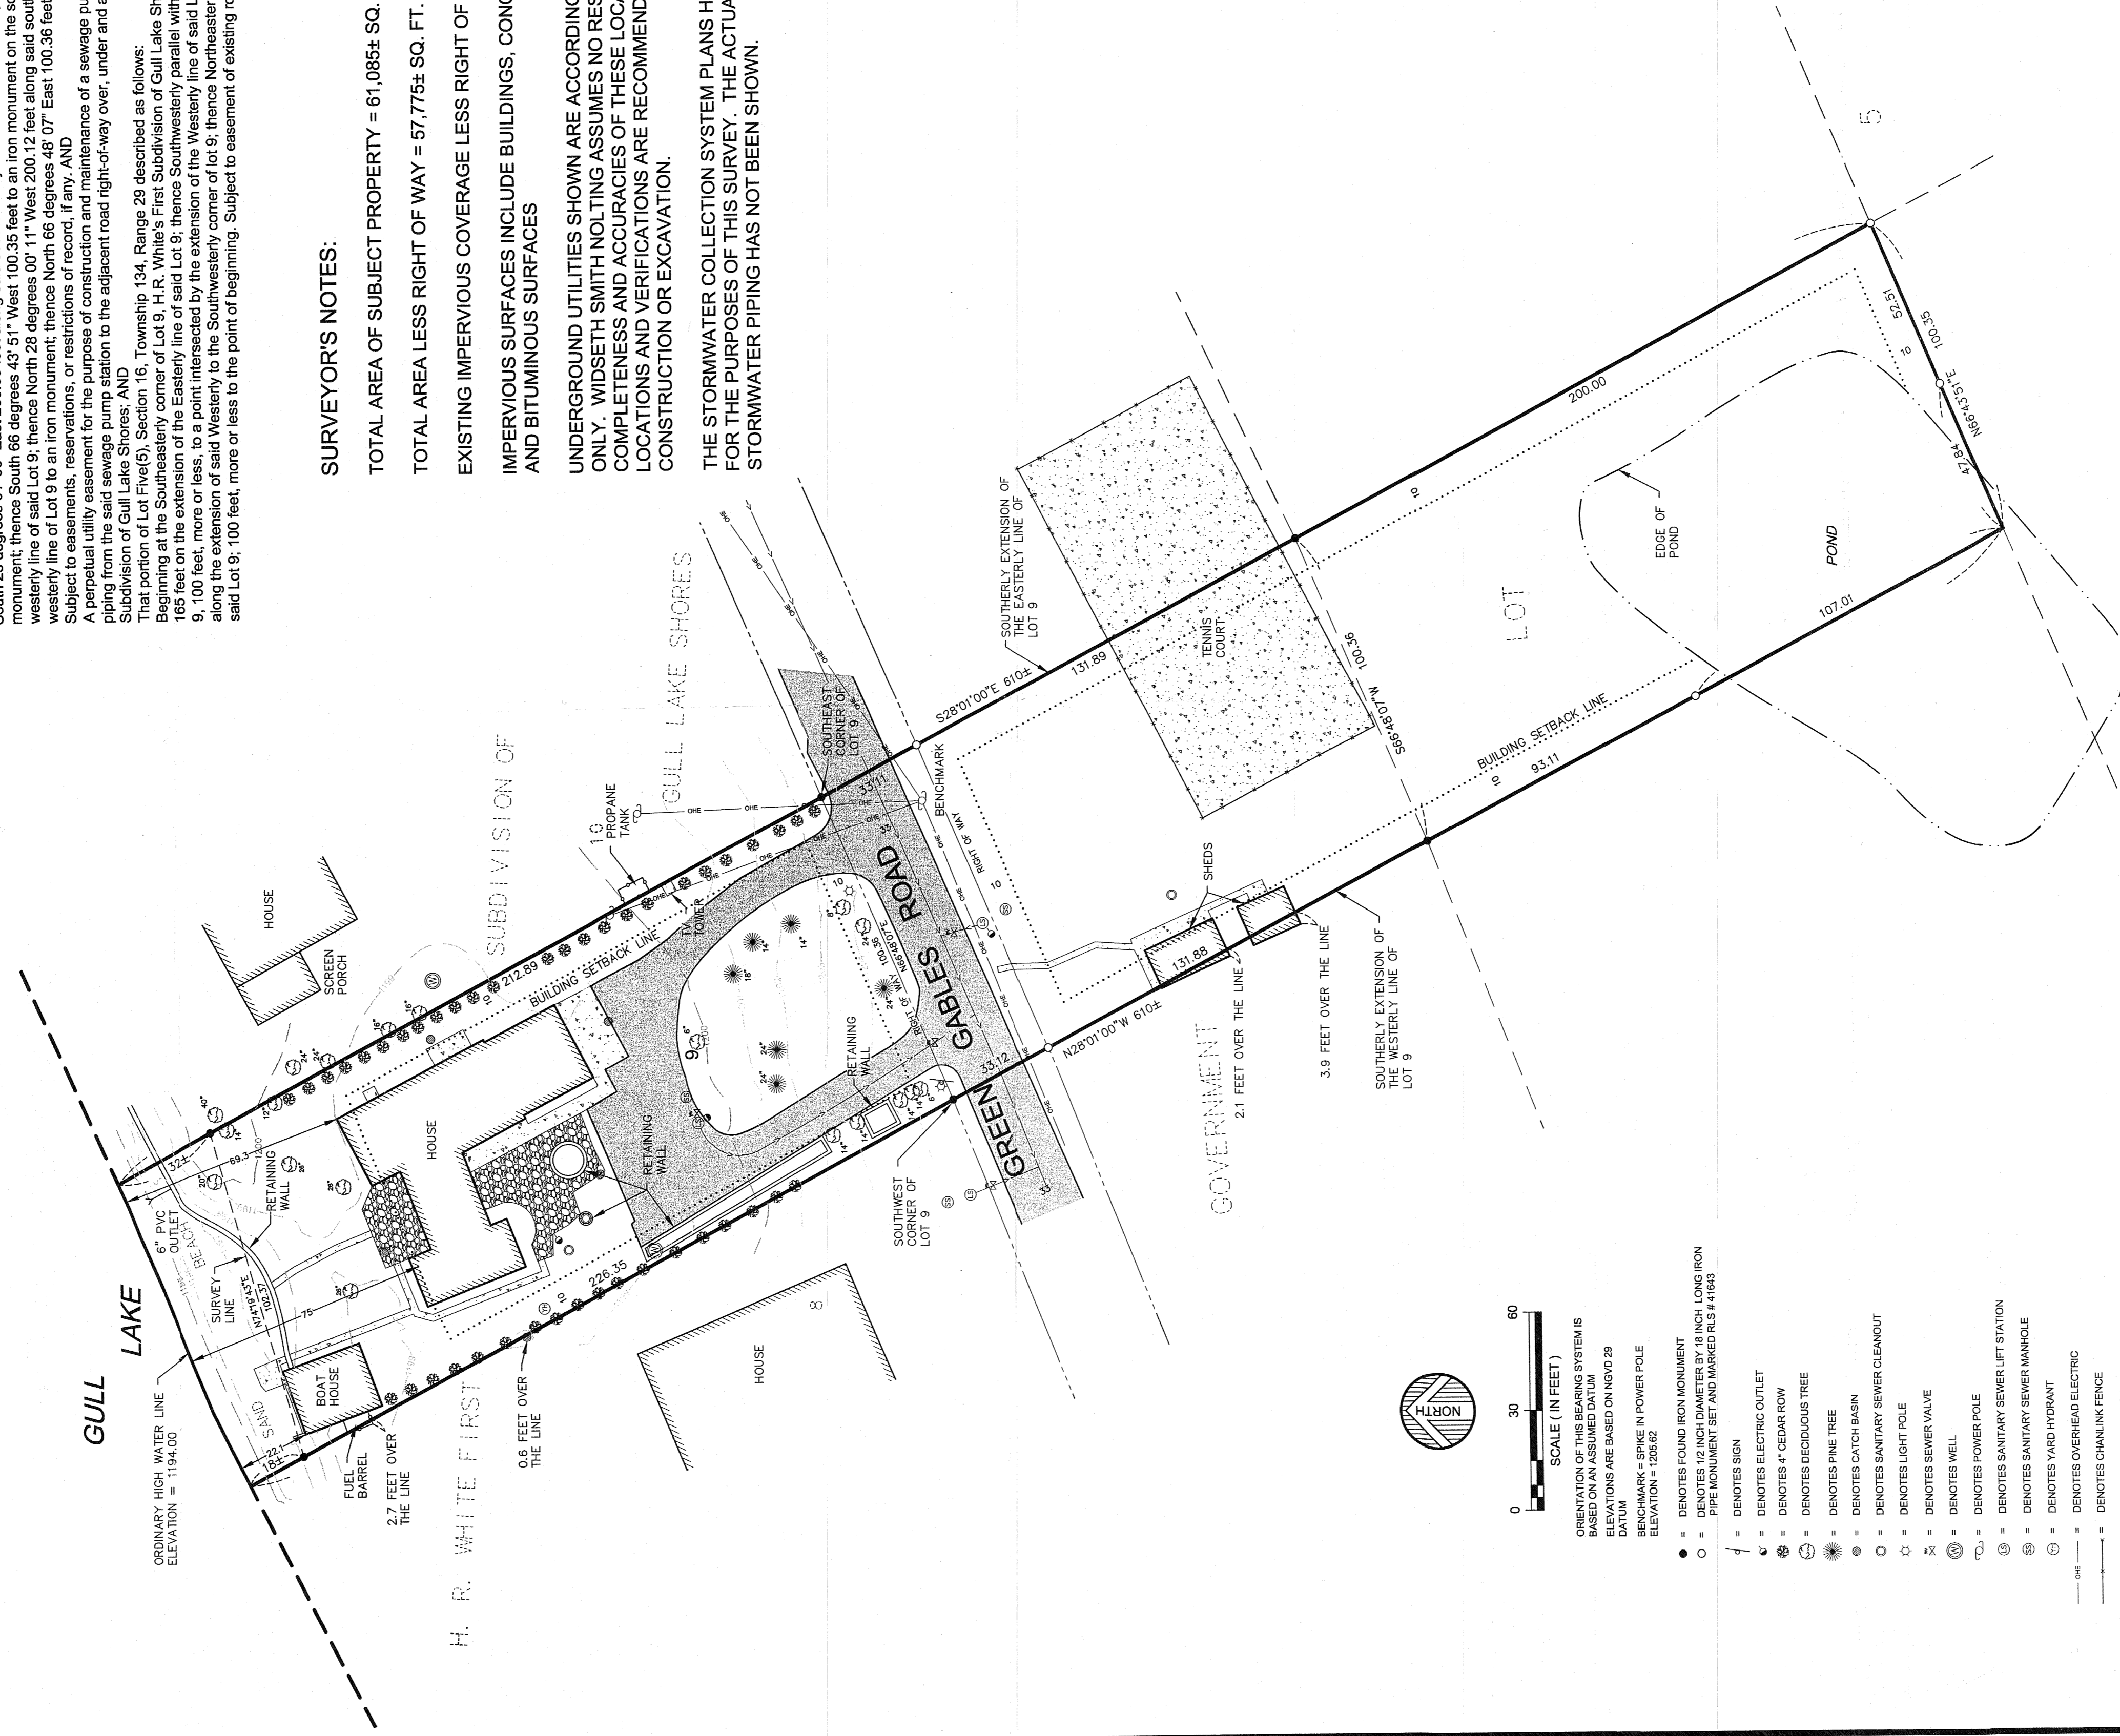 monument; thence South 66 degrees 43' 51" West 100.35 feet to an iron monument on the
westerly line of said Lot 9; thence North 28 degrees 00' 11" West 200.12 feet along said
westerly line of Lot 9 to an iron monument; thence North 66 degrees 48' 07" East 100.36 feet
Subject to easements, reservations, or restrictions of record, if any. AND
A perpetual utility easement for the purpose of construction and maintenance of a sewage
piping from the said sewage pump station to the adjacent road right-of-way over, under and
Subdivision of Gull Lake Shores; AND
That portion of Lot Five(5), Section 16, Township 134, Range 29 described as follows:
Beginning at the Southeasterly corner of Lot 9, H.R. White's First Subdivision of Gull Lake
165 feet on the extension of the Easterly line of said Lot 9; thence Southwesterly parallel
9, 100 feet, more or less, to a point intersected by the extension of the Westerly line of said
along the extension of said Westerly to the Southwesterly corner of lot 9; thence
said Lot 9; 100 feet, more or less to the point of beginning. Subject to easement of existing
SURVEYOR'S NOTES:
TOTAL AREA OF SUBJECT PROPERTY = 61,085± SQ.
TOTAL AREA LESS RIGHT OF WAY = 57,775± SQ. FT.
EXISTING IMPERVIOUS COVERAGE LESS RIGHT OF
IMPERVIOUS SURFACES INCLUDE BUILDINGS,
AND BITUMINOUS SURFACES
UNDERGROUND UTILITIES SHOWN ARE ACCORDING
ONLY. WIDSETH SMITH NOLTING ASSUMES NO
COMPLETENESS AND ACCURACIES OF THESE
LOCATIONS AND VERIFICATIONS ARE
CONSTRUCTION OR EXCAVATION.
THE STORMWATER COLLECTION SYSTEM PLANS
FOR THE PURPOSES OF THIS SURVEY. THE
STORMWATER PIPING HAS NOT BEEN SHOWN.
GULL LAKE
ORDINARY HIGH WATER LINE
ELEVATION = 1194.00
6" PVC
OUTLET
BEACH
SAND
SURVEY
LINE
N74°19'43"E
102.37
RETAINING
WALL
32±
69.3
75
22.1
18±
BOAT
HOUSE
FUEL
BARREL
2.7 FEET OVER
THE LINE
0.6 FEET OVER
THE LINE
H. R. WHITE FIRST
SUBDIVISION OF
GULL LAKE SHORES
HOUSE
SCREEN
PORCH
HOUSE
HOUSE
8
9
10
PROPANE
TANK
TV
TOWER
212.89
BUILDING SETBACK LINE
226.35
RETAINING
WALL
RETAINING
WALL
RIGHT OF WAY
N66°48'07"E
100.36
SOUTHEAST
CORNER OF
LOT 9
SOUTHWEST
CORNER OF
LOT 9
GREEN GABLES ROAD
33.11
33.12
33
33
BENCHMARK
RIGHT OF WAY
S28°01'00"E 610±
131.89
N28°01'00"W 610±
131.88
SHEDS
2.1 FEET OVER THE LINE
3.9 FEET OVER THE LINE
SOUTHERLY EXTENSION OF
THE EASTERLY LINE OF
LOT 9
SOUTHERLY EXTENSION OF
THE WESTERLY LINE OF
LOT 9
TENNIS
COURT
S66°48'07"W
100.36
GOVERNMENT
LOT
5
200.00
BUILDING SETBACK LINE
10
93.11
107.01
EDGE OF
POND
POND
52.51
10
100.35
N66°43'51"E
47.84
NORTH
0 30 60
SCALE ( IN FEET )
ORIENTATION OF THIS BEARING SYSTEM IS
BASED ON AN ASSUMED DATUM
ELEVATIONS ARE BASED ON NGVD 29
DATUM
BENCHMARK = SPIKE IN POWER POLE
ELEVATION = 1205.62
= DENOTES FOUND IRON MONUMENT
= DENOTES 1/2 INCH DIAMETER BY 18 INCH LONG IRON
PIPE MONUMENT SET AND MARKED RLS # 41643
= DENOTES SIGN
= DENOTES ELECTRIC OUTLET
= DENOTES 4" CEDAR ROW
= DENOTES DECIDUOUS TREE
= DENOTES PINE TREE
= DENOTES CATCH BASIN
= DENOTES SANITARY SEWER CLEANOUT
= DENOTES LIGHT POLE
= DENOTES SEWER VALVE
W = DENOTES WELL
= DENOTES POWER POLE
LS = DENOTES SANITARY SEWER LIFT STATION
SS = DENOTES SANITARY SEWER MANHOLE
YH = DENOTES YARD HYDRANT
OHE = DENOTES OVERHEAD ELECTRIC
= DENOTES CHANLINK FENCE